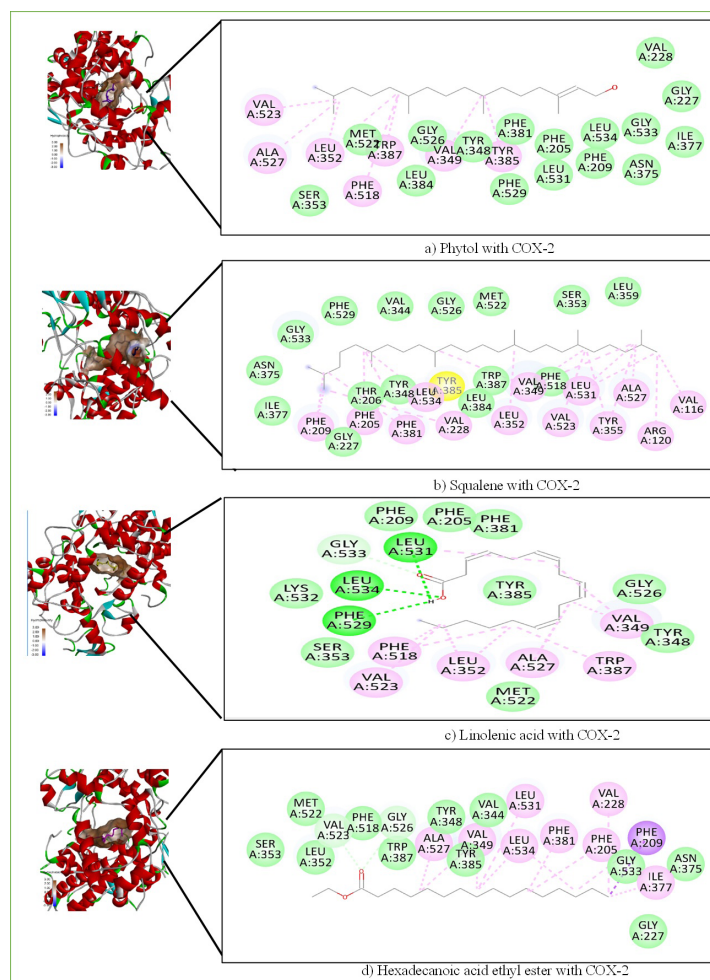 VAL
A:228
VAL
A:523
GLY
A:227
PHE
A:381
LEU
A:534
GLY
A:533
ILE
A:377
ALA
A:527
LEU
A:352
MET
A:522
TRP
A:387
GLY
A:526
VAL
A:349
TYR
A:348
TYR
A:385
PHE
A:205
LEU
A:531
PHE
A:209
ASN
A:375
SER
A:353
PHE
A:518
LEU
A:384
PHE
A:529
a) Phytol with COX-2
PHE
A:529
VAL
A:344
GLY
A:526
MET
A:522
SER
A:353
LEU
A:359
GLY
A:533
ASN
A:375
ILE
A:377
THR
A:206
TYR
A:348
LEU
A:534
TYR
A:385
LEU
A:384
TRP
A:387
VAL
A:349
PHE
A:518
LEU
A:531
ALA
A:527
VAL
A:116
PHE
A:209
GLY
A:227
PHE
A:205
PHE
A:381
VAL
A:228
LEU
A:352
VAL
A:523
TYR
A:355
ARG
A:120
b) Squalene with COX-2
PHE
A:209
PHE
A:205
PHE
A:381
GLY
A:533
LEU
A:531
LYS
A:532
LEU
A:534
O
O
H
TYR
A:385
GLY
A:526
PHE
A:529
VAL
A:349
TYR
A:348
SER
A:353
PHE
A:518
VAL
A:523
LEU
A:352
ALA
A:527
TRP
A:387
MET
A:522
c) Linolenic acid with COX-2
MET
A:522
VAL
A:523
PHE
A:518
GLY
A:526
TYR
A:348
VAL
A:344
LEU
A:531
VAL
A:228
SER
A:353
LEU
A:352
TRP
A:387
ALA
A:527
VAL
A:349
TYR
A:385
LEU
A:534
PHE
A:381
PHE
A:205
PHE
A:209
GLY
A:533
ILE
A:377
ASN
A:375
O
O
GLY
A:227
d) Hexadecanoic acid ethyl ester with COX-2